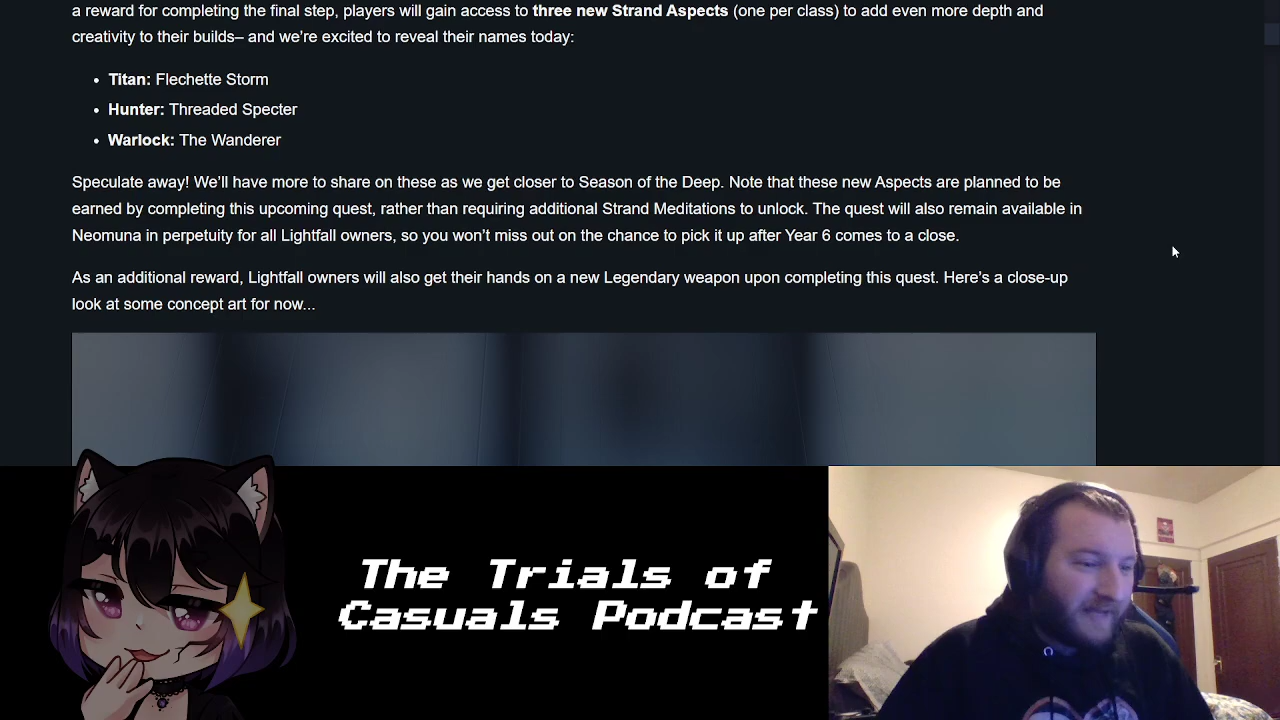 a reward for completing the final step, players will gain access to three new Strand Aspects (one per class) to add even more depth and
creativity to their builds– and we're excited to reveal their names today:
• Titan: Flechette Storm
• Hunter: Threaded Specter
• Warlock: The Wanderer
Speculate away! We'll have more to share on these as we get closer to Season of the Deep. Note that these new Aspects are planned to be
earned by completing this upcoming quest, rather than requiring additional Strand Meditations to unlock. The quest will also remain available in
Neomuna in perpetuity for all Lightfall owners, so you won't miss out on the chance to pick it up after Year 6 comes to a close.
As an additional reward, Lightfall owners will also get their hands on a new Legendary weapon upon completing this quest. Here's a close-up
look at some concept art for now...
The Trials of
Casuals Podcast